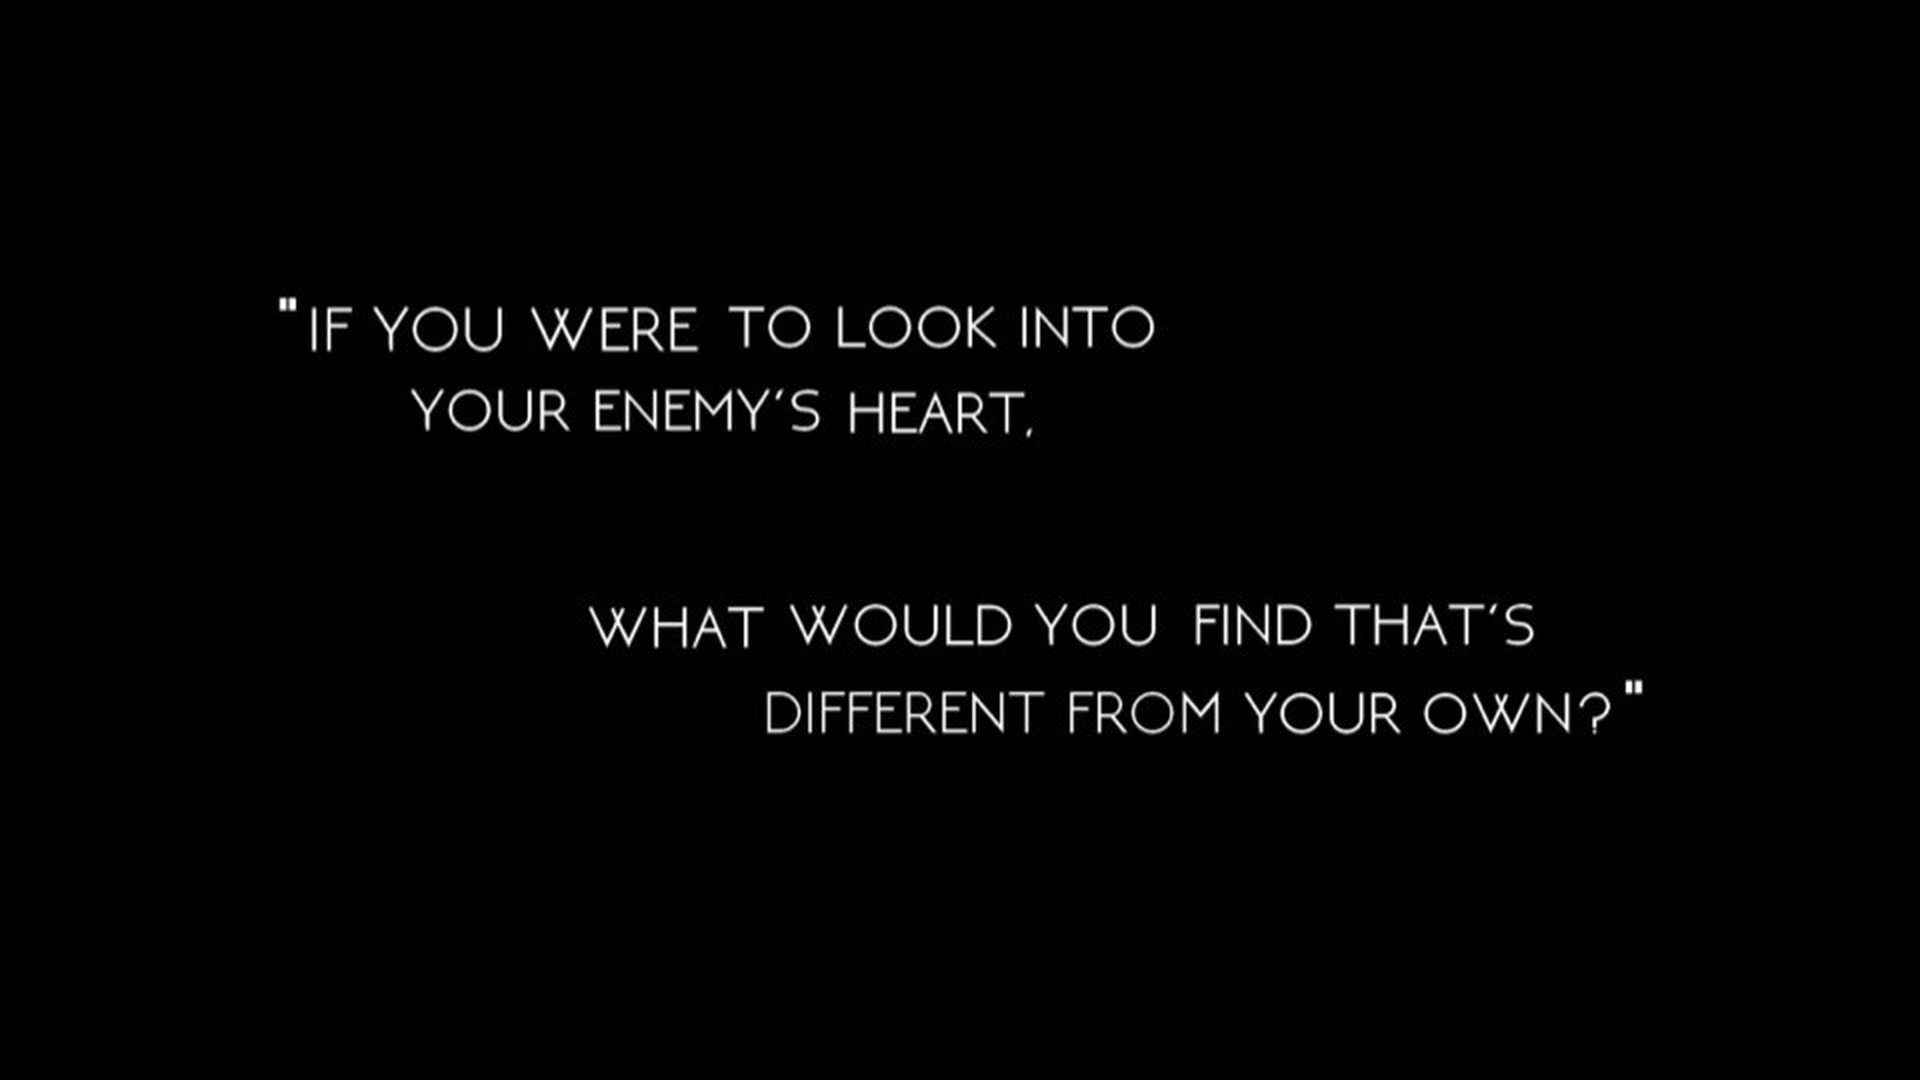 "IF YOU WERE TO LOOK INTO
YOUR ENEMY'S HEART,
WHAT WOULD YOU FIND THAT'S
DIFFERENT FROM YOUR OWN?"